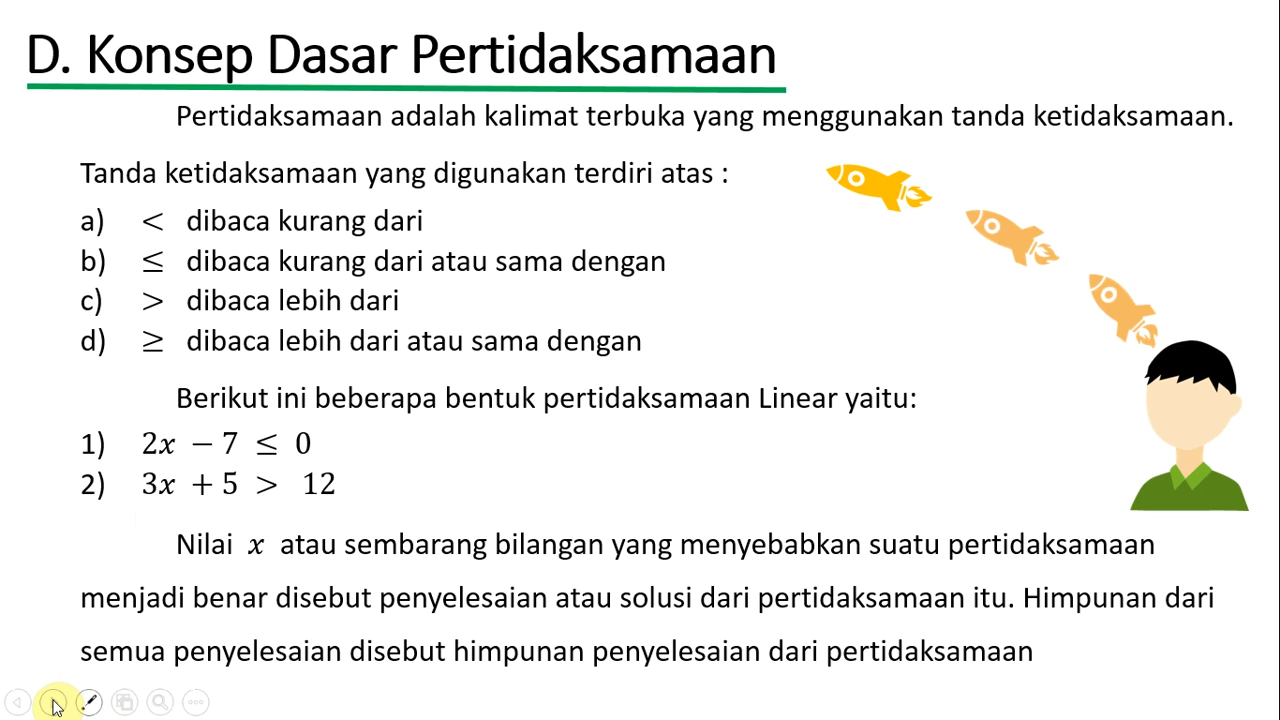 D. Konsep Dasar Pertidaksamaan
Pertidaksamaan adalah kalimat terbuka yang menggunakan tanda ketidaksamaan.
Tanda ketidaksamaan yang digunakan terdiri atas :
a) < dibaca kurang dari
b) ≤ dibaca kurang dari atau sama dengan
c) > dibaca lebih dari
d) ≥ dibaca lebih dari atau sama dengan
Berikut ini beberapa bentuk pertidaksamaan Linear yaitu:
1) 2𝑥 − 7 ≤ 0
2) 3𝑥 + 5 > 12
Nilai 𝑥 atau sembarang bilangan yang menyebabkan suatu pertidaksamaan
menjadi benar disebut penyelesaian atau solusi dari pertidaksamaan itu. Himpunan dari
semua penyelesaian disebut himpunan penyelesaian dari pertidaksamaan